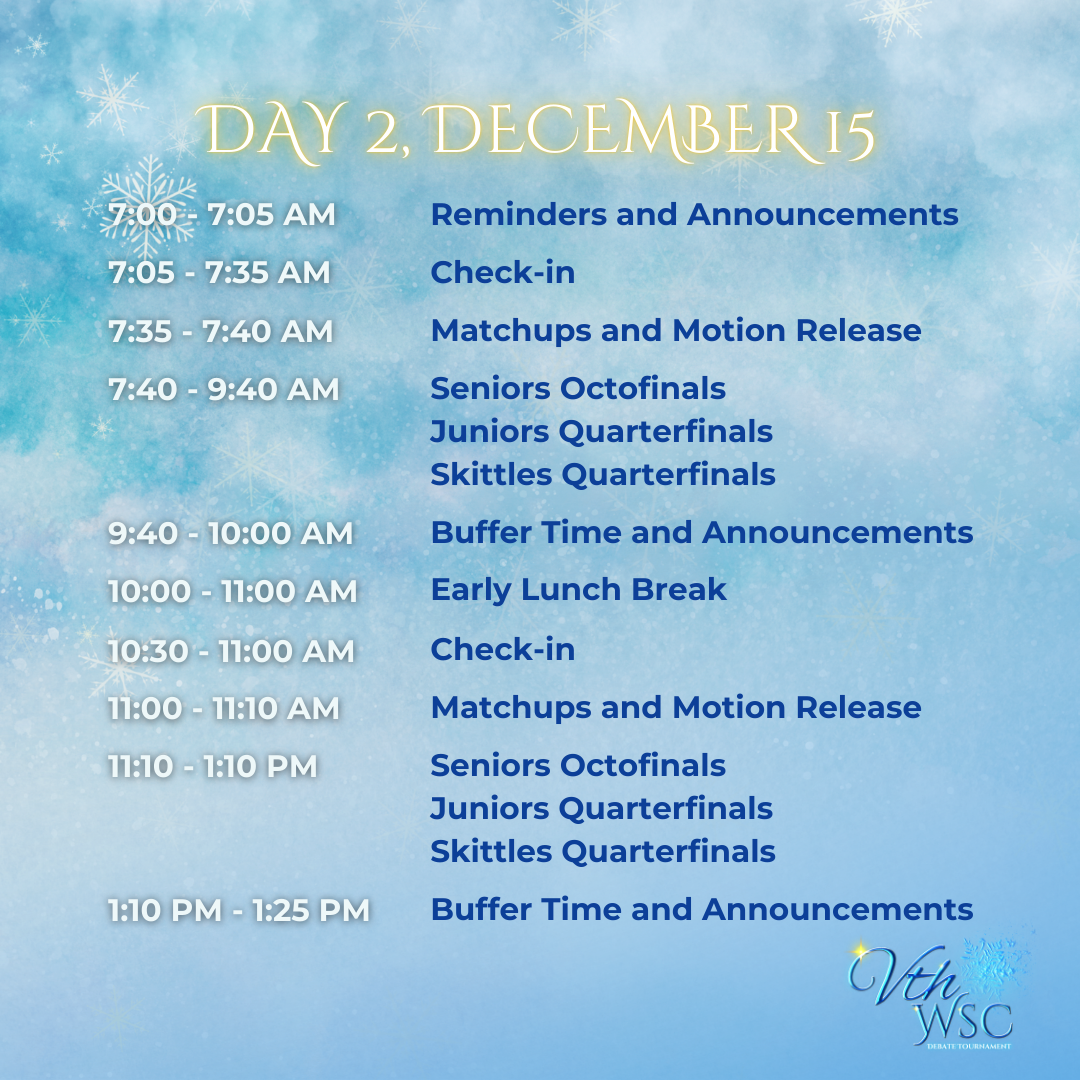 DAY 2, DECEMBER 15
7:00 - 7:05 AM Reminders and Announcements
7:05 - 7:35 AM Check-in
7:35 - 7:40 AM Matchups and Motion Release
7:40 - 9:40 AM Seniors Octofinals
Juniors Quarterfinals
Skittles Quarterfinals
9:40 - 10:00 AM Buffer Time and Announcements
10:00 - 11:00 AM Early Lunch Break
10:30 - 11:00 AM Check-in
11:00 - 11:10 AM Matchups and Motion Release
11:10 - 1:10 PM Seniors Octofinals
Juniors Quarterfinals
Skittles Quarterfinals
1:10 PM - 1:25 PM Buffer Time and Announcements
Vth
WSC
DEBATE TOURNAMENT